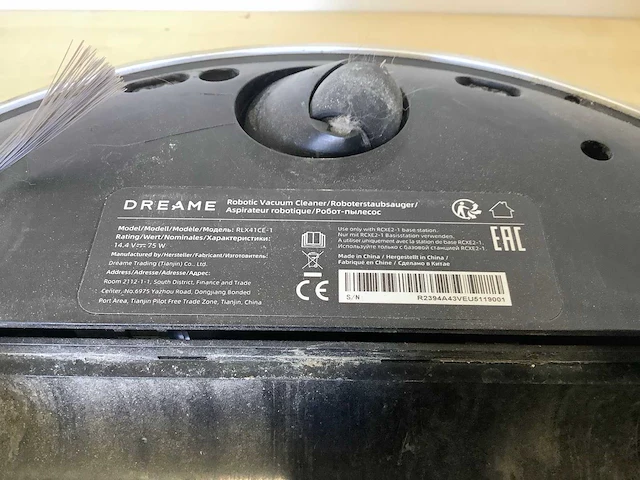 DREAME
Robotic Vacuum Cleaner/Roboterstaubsauger/
Aspirateur robotique/Робот-пылесос
Model/Modell/Modèle/Модель: RLX41CE-1
Rating/Wert/Nominales/Характеристики:
14.4 V⎓ 75 W
Manufactured by/Hersteller/Fabricant/Изготовитель:
Dreame Trading (Tianjin) Co., Ltd.
Address/Adresse/Adresse/Адрес:
Room 2112-1-1, South District, Finance and Trade
Center, No.6975 Yazhou Road, Dongjiang Bonded
Port Area, Tianjin Pilot Free Trade Zone, Tianjin, China
Use only with RCXE2-1 base station.
Nur mit RCXE2-1 Basisstation verwenden.
À utiliser uniquement avec la station de base RCXE2-1.
Используйте только с базовой станцией RCXE2-1.
Made in China / Hergestellt in China /
Fabriqué en Chine / Сделано в Китае
CE
EAC
S/N
R2394A43VEU5119001